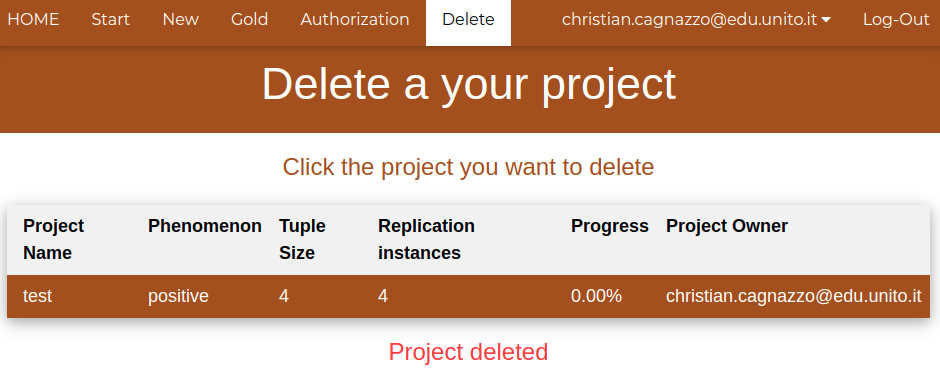 HOME Start New Gold Authorization Delete christian.cagnazzo@edu.unito.it Log-Out
Delete a your project
Click the project you want to delete
Project Name Phenomenon Tuple Size Replication instances Progress Project Owner
test positive 4 4 0.00% christian.cagnazzo@edu.unito.it
Project deleted